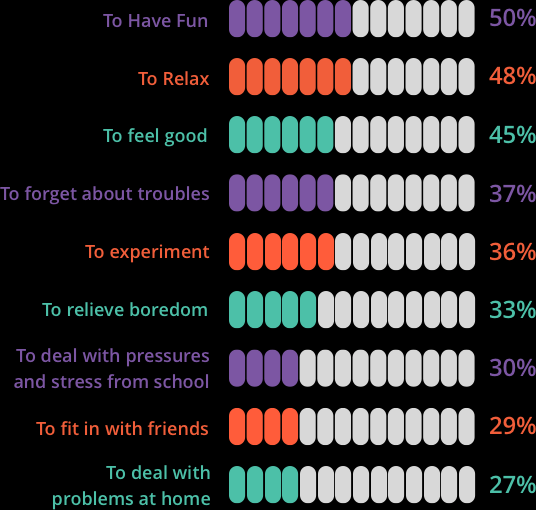 To Have Fun 50%
To Relax 48%
To feel good 45%
To forget about troubles 37%
To experiment 36%
To relieve boredom 33%
To deal with pressures
and stress from school 30%
To fit in with friends 29%
To deal with
problems at home 27%